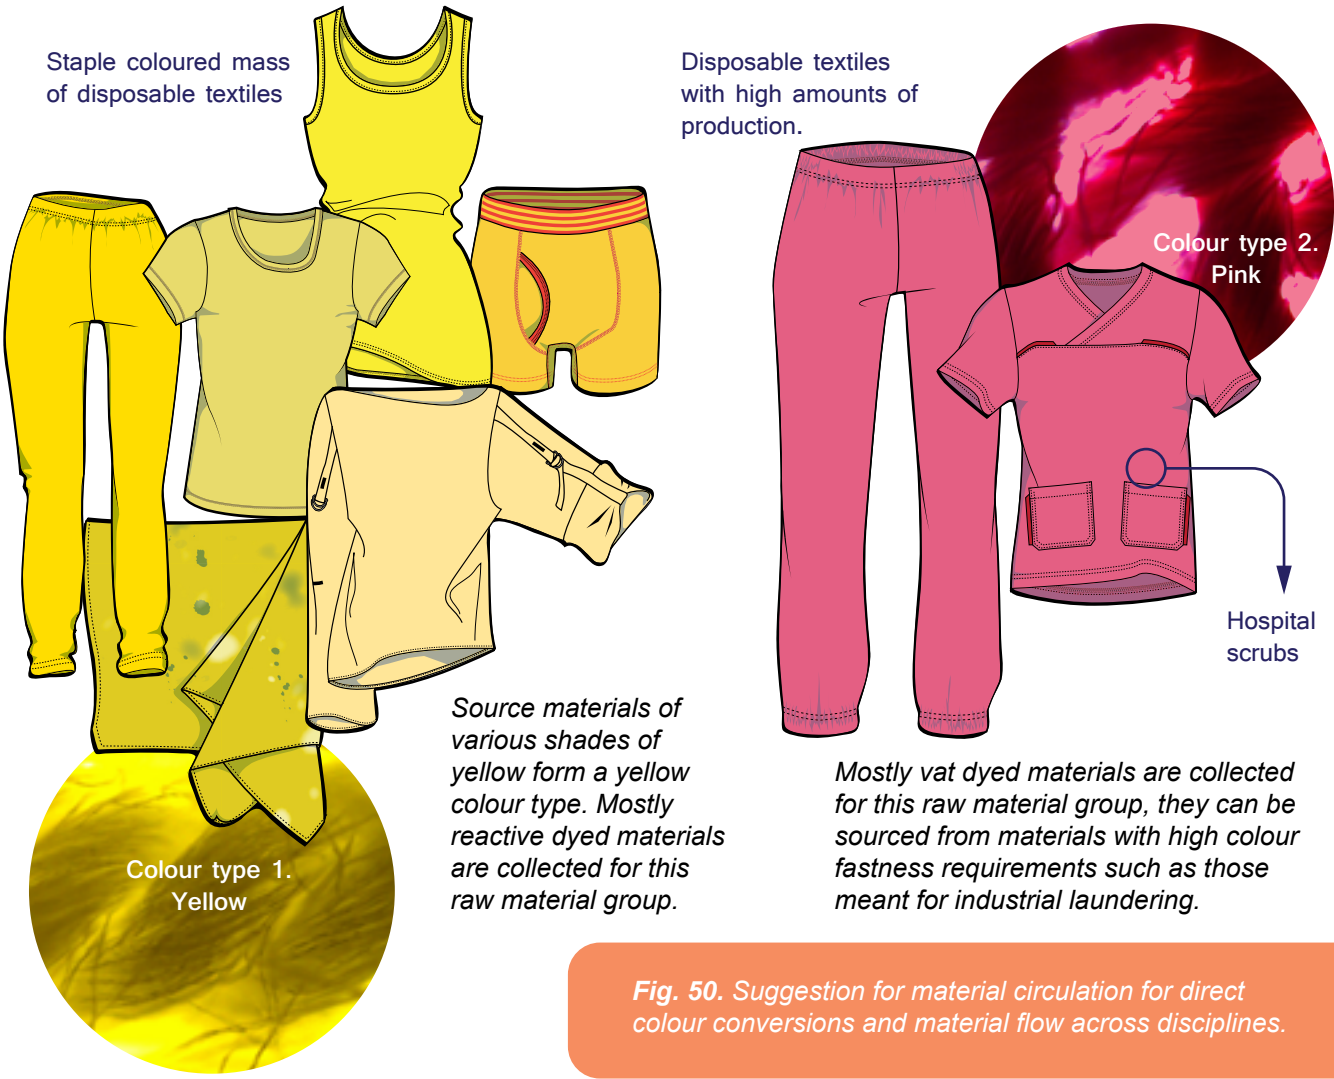 Staple coloured mass
of disposable textiles
Disposable textiles
with high amounts of
production.
Colour type 2.
Pink
Hospital
scrubs
Source materials of
various shades of
yellow form a yellow
colour type. Mostly
reactive dyed materials
are collected for this
raw material group.
Mostly vat dyed materials are collected
for this raw material group, they can be
sourced from materials with high colour
fastness requirements such as those
meant for industrial laundering.
Colour type 1.
Yellow
Fig. 50. Suggestion for material circulation for direct
colour conversions and material flow across disciplines.